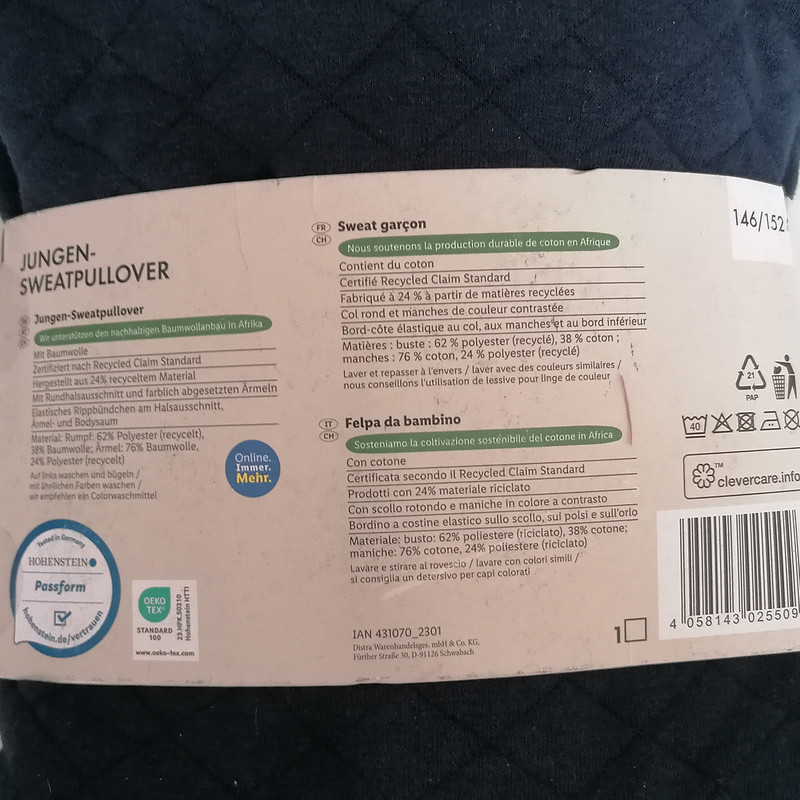 JUNGEN-
SWEATPULLOVER
Jungen-Sweatpullover
Wir unterstützen den nachhaltigen Baumwollanbau in Afrika
Mit Baumwolle
Zertifiziert nach Recycled Claim Standard
Hergestellt aus 24% recyceltem Material
Mit Rundhalsausschnitt und farblich abgesetzten Ärmeln
Elastisches Rippbündchen am Halsausschnitt,
Ärmel- und Bodysaum
Material: Rumpf: 62% Polyester (recycelt),
38% Baumwolle; Ärmel: 76% Baumwolle,
24% Polyester (recycelt)
Auf links waschen und bügeln /
mit ähnlichen Farben waschen /
wir empfehlen ein Colorwaschmittel
Online.
Immer.
Mehr.
Tested in Germany
HOHENSTEIN
Passform
hohenstein.de/vertrauen
OEKO
TEX®
STANDARD
100
23.HPK.50310
Hohenstein HTTI
www.oeko-tex.com
FR
CH
Sweat garçon
Nous soutenons la production durable de coton en Afrique
Contient du coton
Certifié Recycled Claim Standard
Fabriqué à 24 % à partir de matières recyclées
Col rond et manches de couleur contrastée
Bord-côte élastique au col, aux manches et au bord inférieur
Matières : buste : 62 % polyester (recyclé), 38 % coton ;
manches : 76 % coton, 24 % polyester (recyclé)
Laver et repasser à l'envers / laver avec des couleurs similaires /
nous conseillons l'utilisation de lessive pour linge de couleur
IT
CH
Felpa da bambino
Sosteniamo la coltivazione sostenibile del cotone in Africa
Con cotone
Certificata secondo il Recycled Claim Standard
Prodotti con 24% materiale riciclato
Con scollo rotondo e maniche in colore a contrasto
Bordino a costine elastico sullo scollo, sui polsi e sull'orlo
Materiale: busto: 62% poliestere (riciclato), 38% cotone;
maniche: 76% cotone, 24% poliestere (riciclato)
Lavare e stirare al rovescio / lavare con colori simili /
si consiglia un detersivo per capi colorati
IAN 431070_2301
Distra Warenhandelsges. mbH & Co. KG,
Fürther Straße 30, D-91126 Schwabach
1
146/152
21
PAP
40
clevercare.info
TM
4 058143 025509